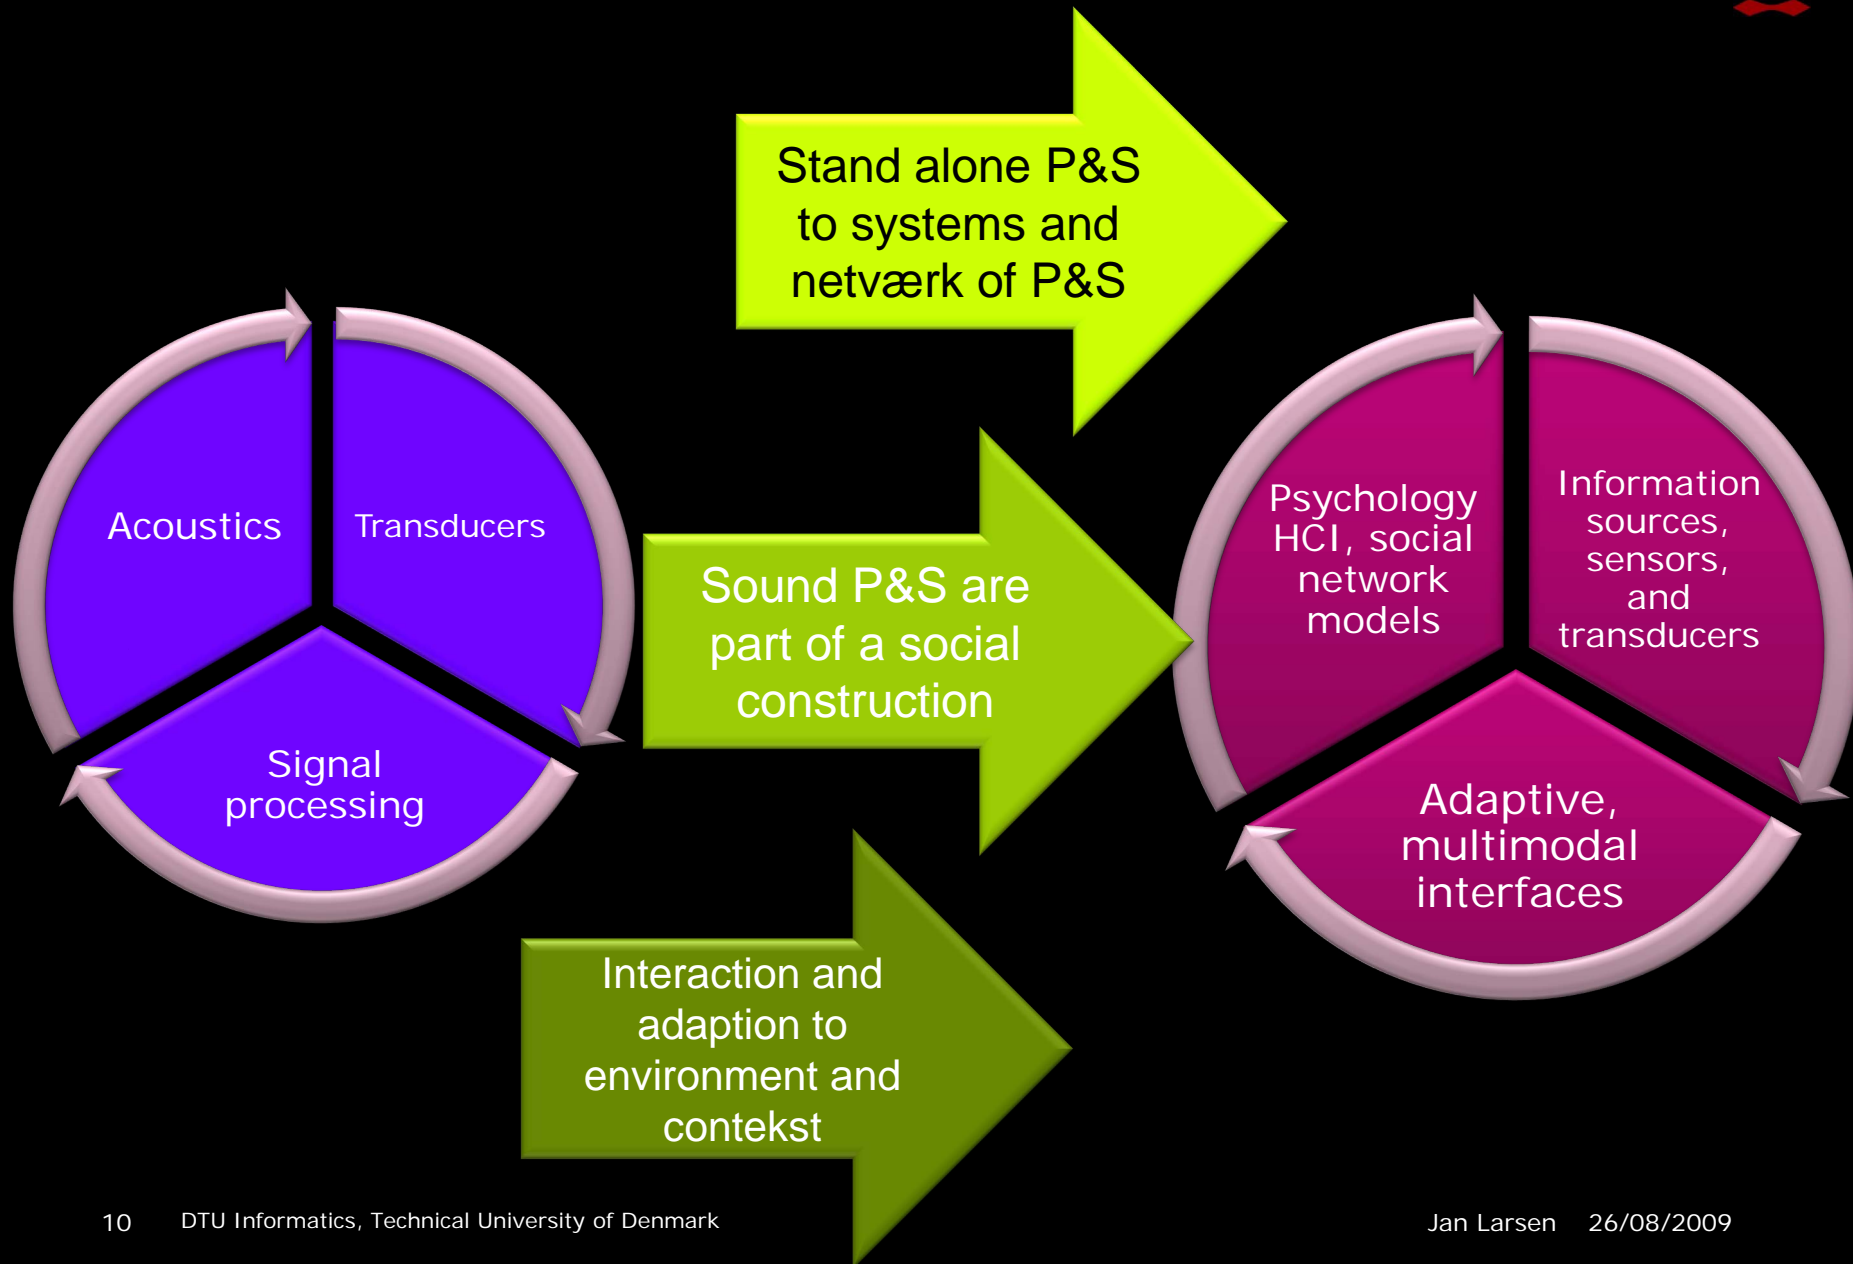 Stand alone P&S
to systems and
netværk of P&S
Acoustics
Transducers
Signal
processing
Sound P&S are
part of a social
construction
Psychology
HCI, social
network
models
Information
sources,
sensors,
and
transducers
Adaptive,
multimodal
interfaces
Interaction and
adaption to
environment and
contekst
10 DTU Informatics, Technical University of Denmark
Jan Larsen 26/08/2009